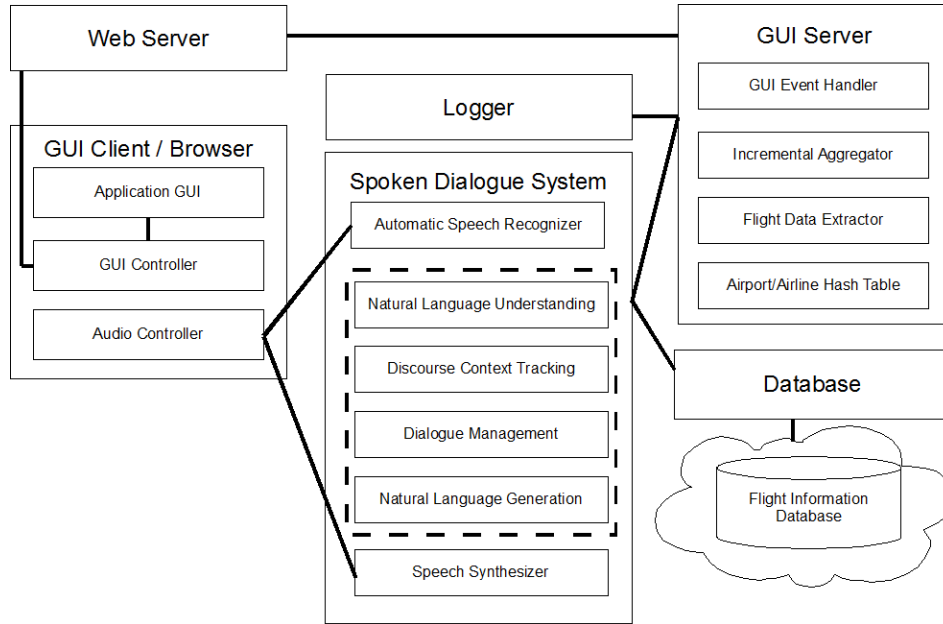 Web Server
GUI Server
GUI Event Handler
Incremental Aggregator
Flight Data Extractor
Airport/Airline Hash Table
Logger
GUI Client / Browser
Application GUI
GUI Controller
Audio Controller
Spoken Dialogue System
Automatic Speech Recognizer
Natural Language Understanding
Discourse Context Tracking
Dialogue Management
Natural Language Generation
Speech Synthesizer
Database
Flight Information
Database